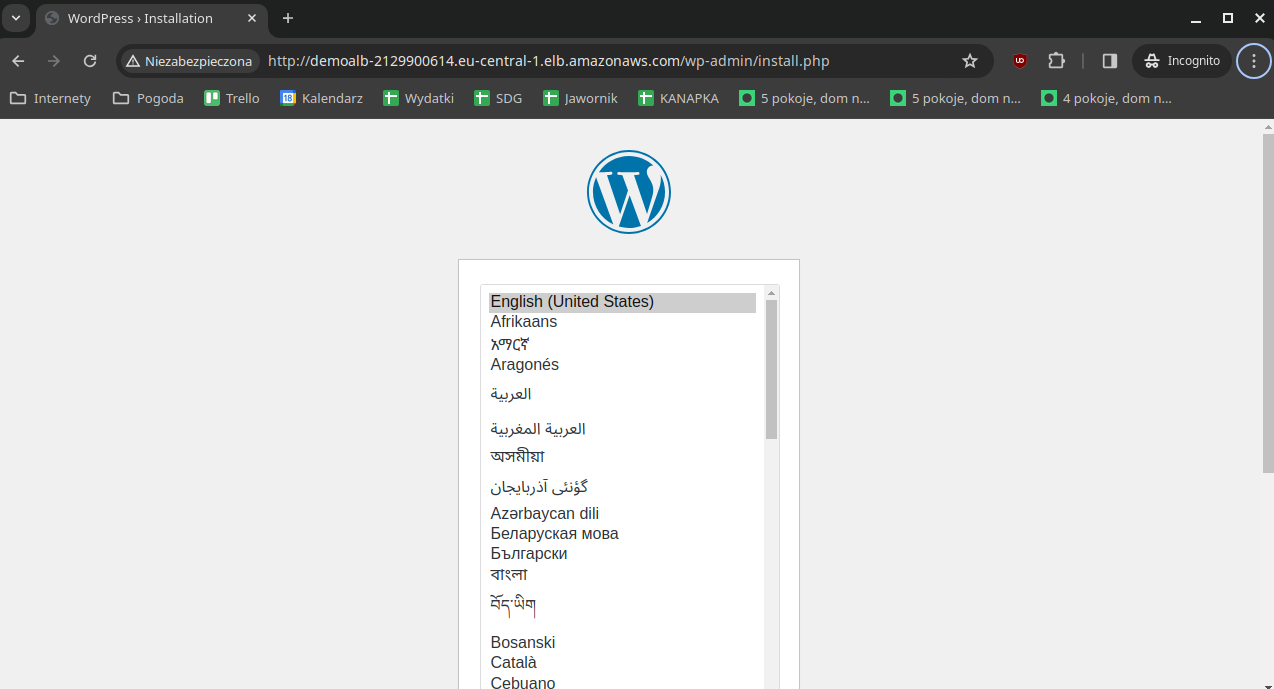 WordPress › Installation
Niezabezpieczona http://demoalb-2129900614.eu-central-1.elb.amazonaws.com/wp-admin/install.php Incognito
Internety Pogoda Trello 18 Kalendarz Wydatki SDG Jawornik KANAPKA 5 pokoje, dom n... 5 pokoje, dom n... 4 pokoje, dom n...
W
English (United States)
Afrikaans
አማርኛ
Aragonés
العربية
العربية المغربية
অসমীয়া
گؤنئی آذربایجان
Azərbaycan dili
Беларуская мова
Български
বাংলা
བོད་ཡིག
Bosanski
Català
Cebuano